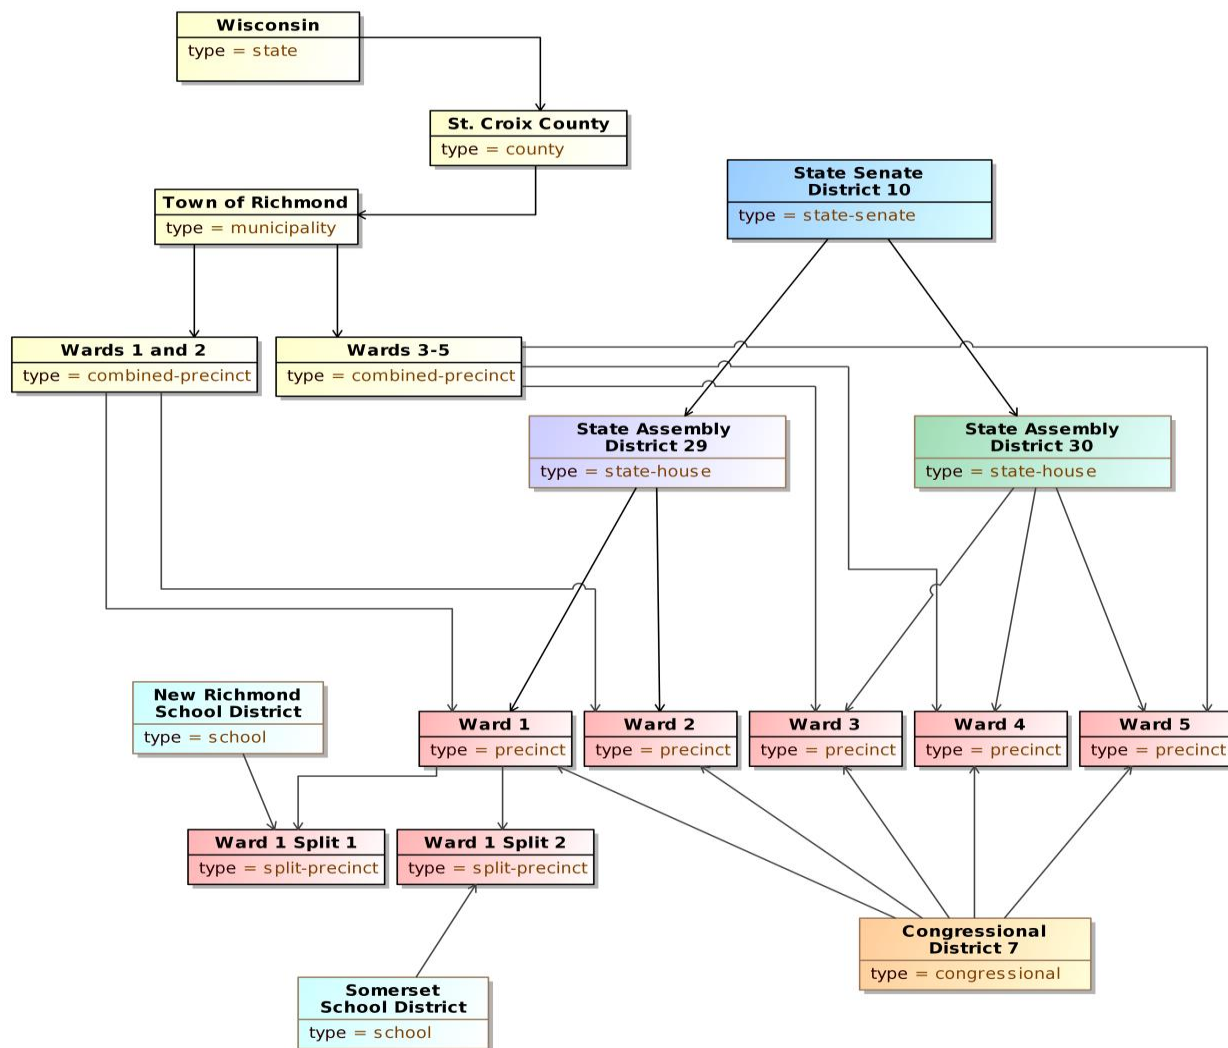 Wisconsin
type = state
St. Croix County
type = county
State Senate
District 10
type = state-senate
Town of Richmond
type = municipality
Wards 1 and 2
type = combined-precinct
Wards 3-5
type = combined-precinct
State Assembly
District 29
type = state-house
State Assembly
District 30
type = state-house
New Richmond
School District
type = school
Ward 1
type = precinct
Ward 2
type = precinct
Ward 3
type = precinct
Ward 4
type = precinct
Ward 5
type = precinct
Ward 1 Split 1
type = split-precinct
Ward 1 Split 2
type = split-precinct
Congressional
District 7
type = congressional
Somerset
School District
type = school